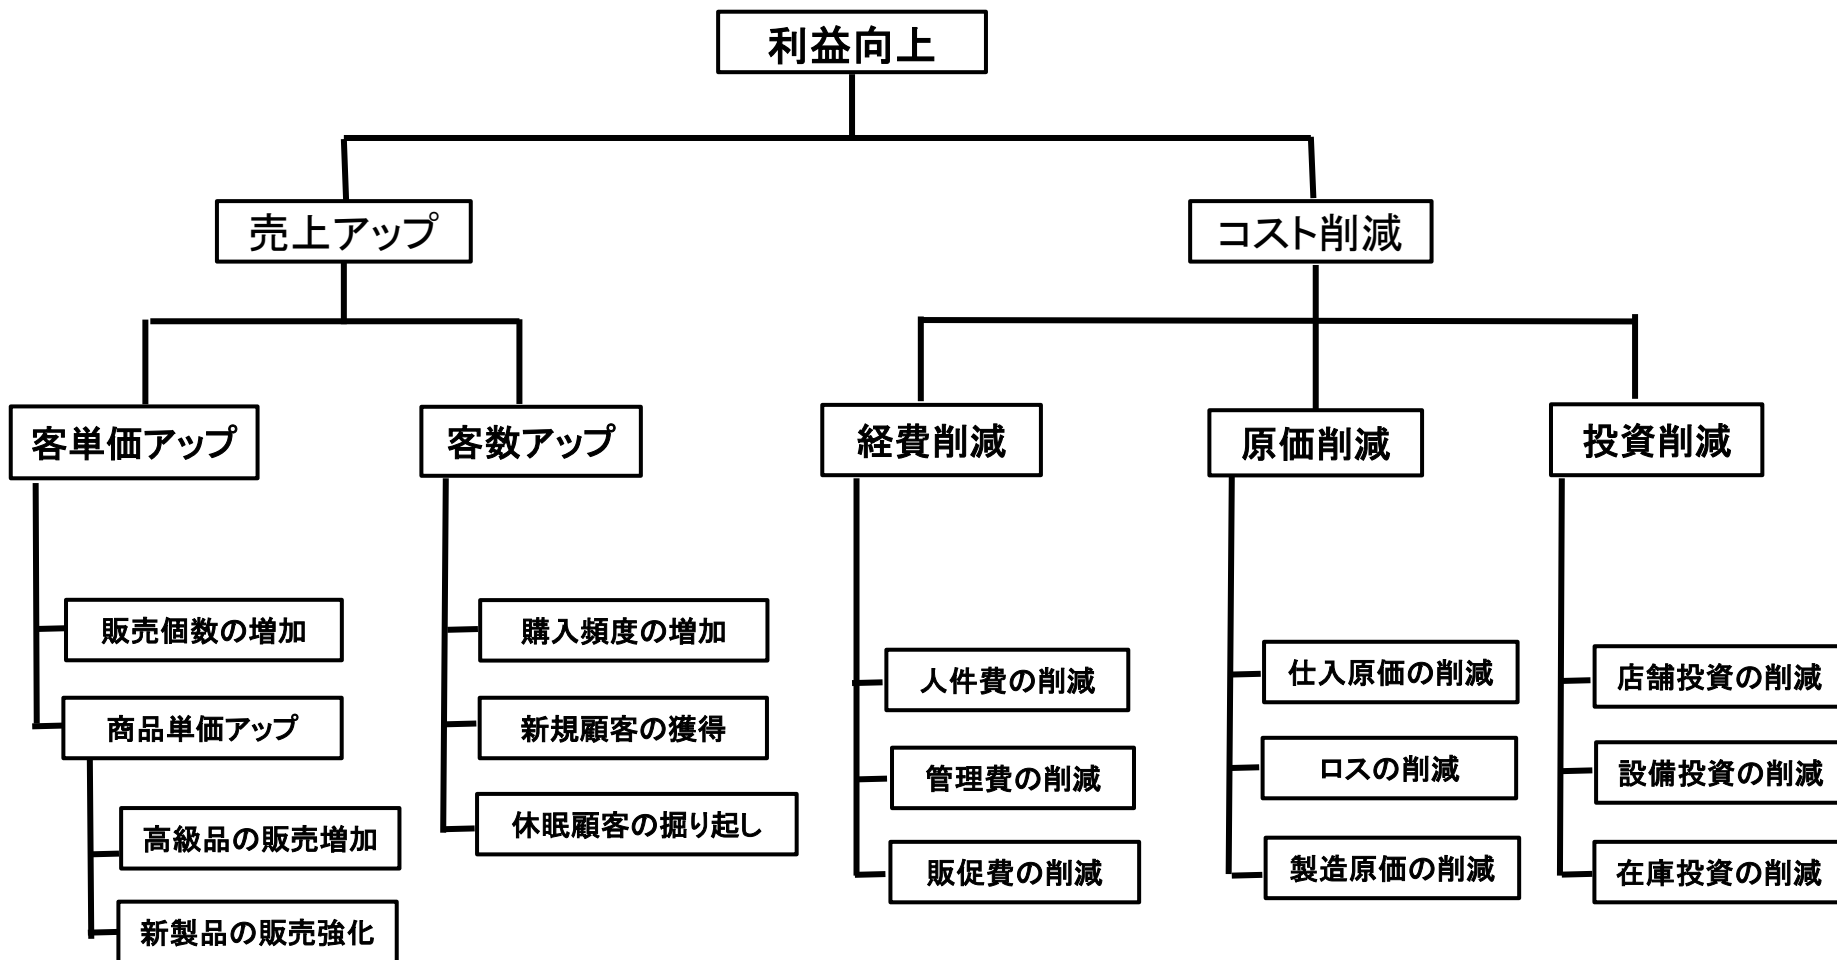 利益向上
売上アップ
コスト削減
客単価アップ
客数アップ
経費削減
原価削減
投資削減
販売個数の増加
商品単価アップ
高級品の販売増加
新製品の販売強化
購入頻度の増加
新規顧客の獲得
休眠顧客の掘り起し
人件費の削減
管理費の削減
販促費の削減
仕入原価の削減
ロスの削減
製造原価の削減
店舗投資の削減
設備投資の削減
在庫投資の削減